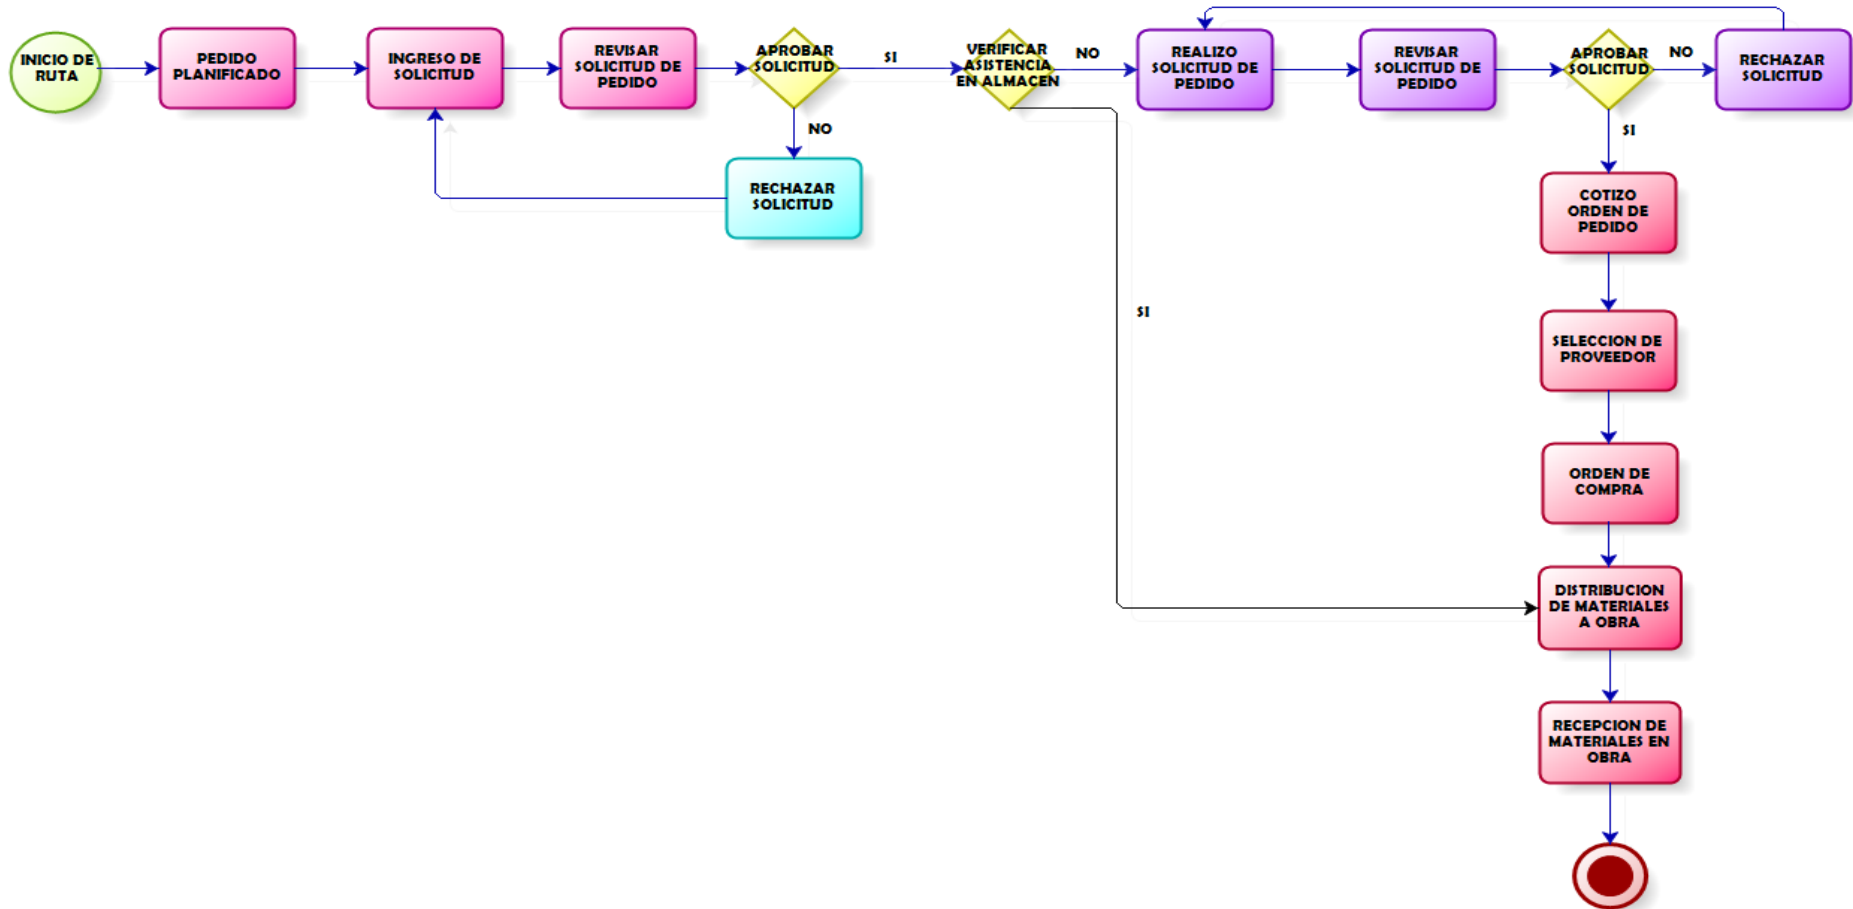 INICIO DE
RUTA
PEDIDO
PLANIFICADO
INGRESO DE
SOLICITUD
REVISAR
SOLICITUD DE
PEDIDO
APROBAR
SOLICITUD
SI
NO
RECHAZAR
SOLICITUD
VERIFICAR
ASISTENCIA
EN ALMACEN
NO
SI
REALIZO
SOLICITUD DE
PEDIDO
REVISAR
SOLICITUD DE
PEDIDO
APROBAR
SOLICITUD
NO
RECHAZAR
SOLICITUD
SI
COTIZO
ORDEN DE
PEDIDO
SELECCION DE
PROVEEDOR
ORDEN DE
COMPRA
DISTRIBUCION
DE MATERIALES
A OBRA
RECEPCION DE
MATERIALES EN
OBRA